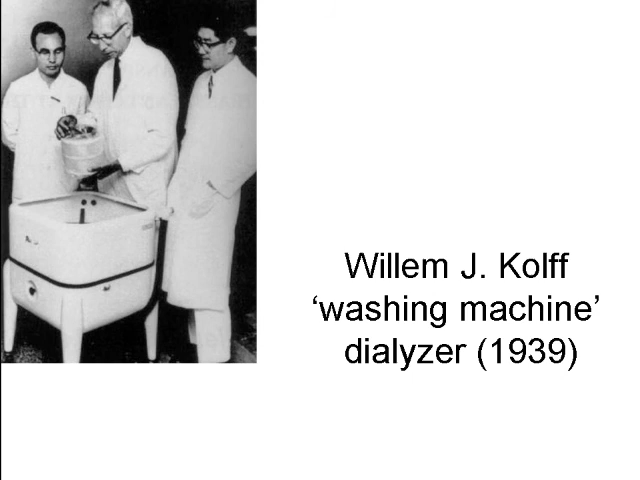 Willem J. Kolff
‘washing machine’
dialyzer (1939)